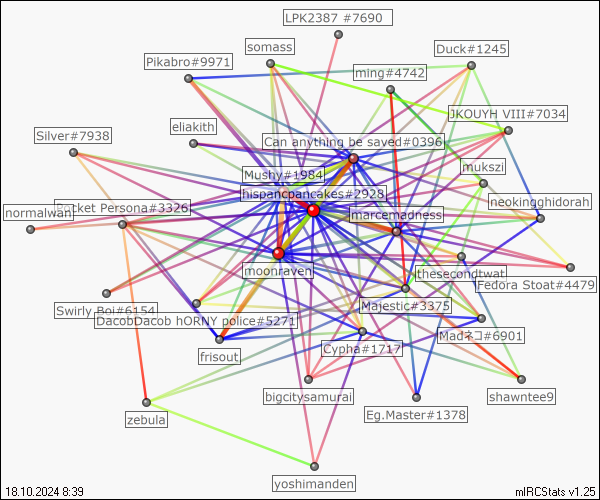 LPK2387 #7690
somass
Duck#1245
Pikabro#9971
ming#4742
JKOUYH VIII#7034
eliakith
Silver#7938
Can anything be saved#0396
mukszi
Mushy#1984
hispancpancakes#2928
neokinghidorah
normalwan
Pocket Persona#3326
marcemadness
moonraven
thesecondtwat
Fedora Stoat#4479
Swirly Boi#6154
Majestic#3375
DacobDacob hORNY police#5271
Madネコ#6901
Cypha#1717
frisout
bigcitysamurai
shawntee9
Eg.Master#1378
zebula
yoshimanden
18.10.2024 8:39
mIRCStats v1.25